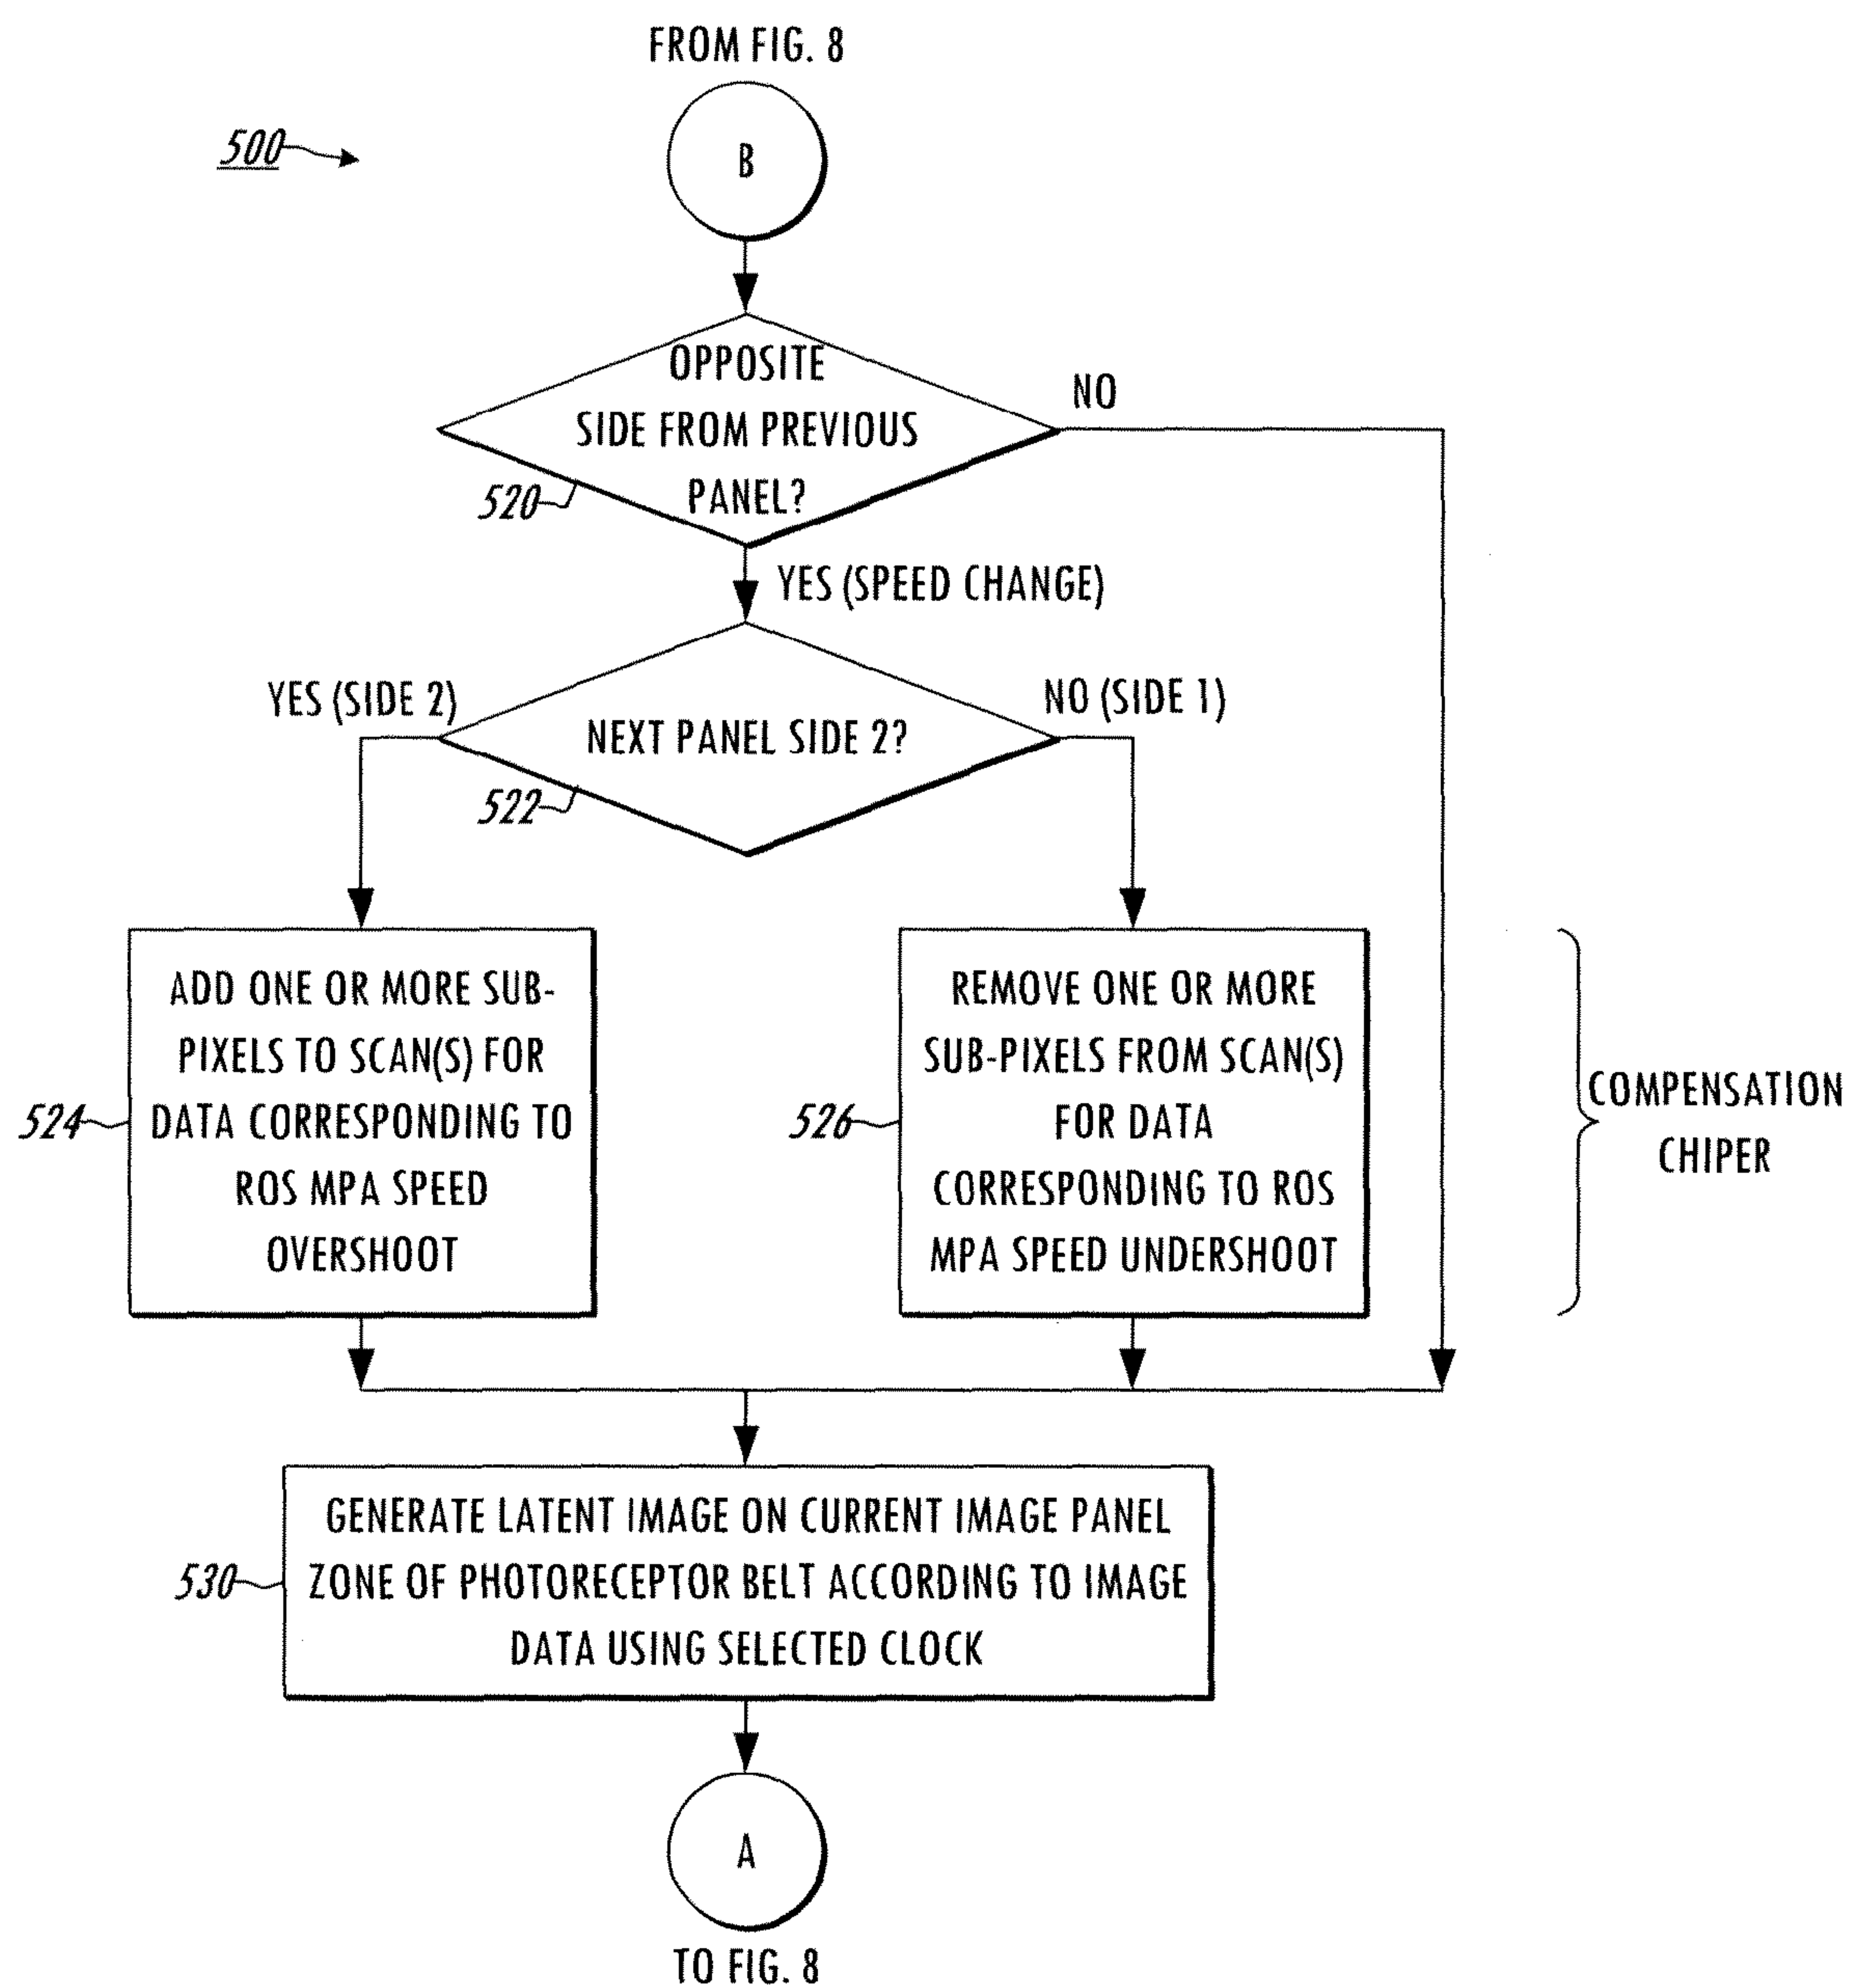 FROM FIG. 8
500
B
OPPOSITE
SIDE FROM PREVIOUS
PANEL?
NO
520
YES (SPEED CHANGE)
YES (SIDE 2)
NO (SIDE 1)
NEXT PANEL SIDE 2?
522
ADD ONE OR MORE SUB-
PIXELS TO SCAN(S) FOR
DATA CORRESPONDING TO
ROS MPA SPEED
OVERSHOOT
524
REMOVE ONE OR MORE
SUB-PIXELS FROM SCAN(S)
FOR DATA
CORRESPONDING TO ROS
MPA SPEED UNDERSHOOT
526
COMPENSATION
CHIPER
GENERATE LATENT IMAGE ON CURRENT IMAGE PANEL
ZONE OF PHOTORECEPTOR BELT ACCORDING TO IMAGE
DATA USING SELECTED CLOCK
530
A
TO FIG. 8